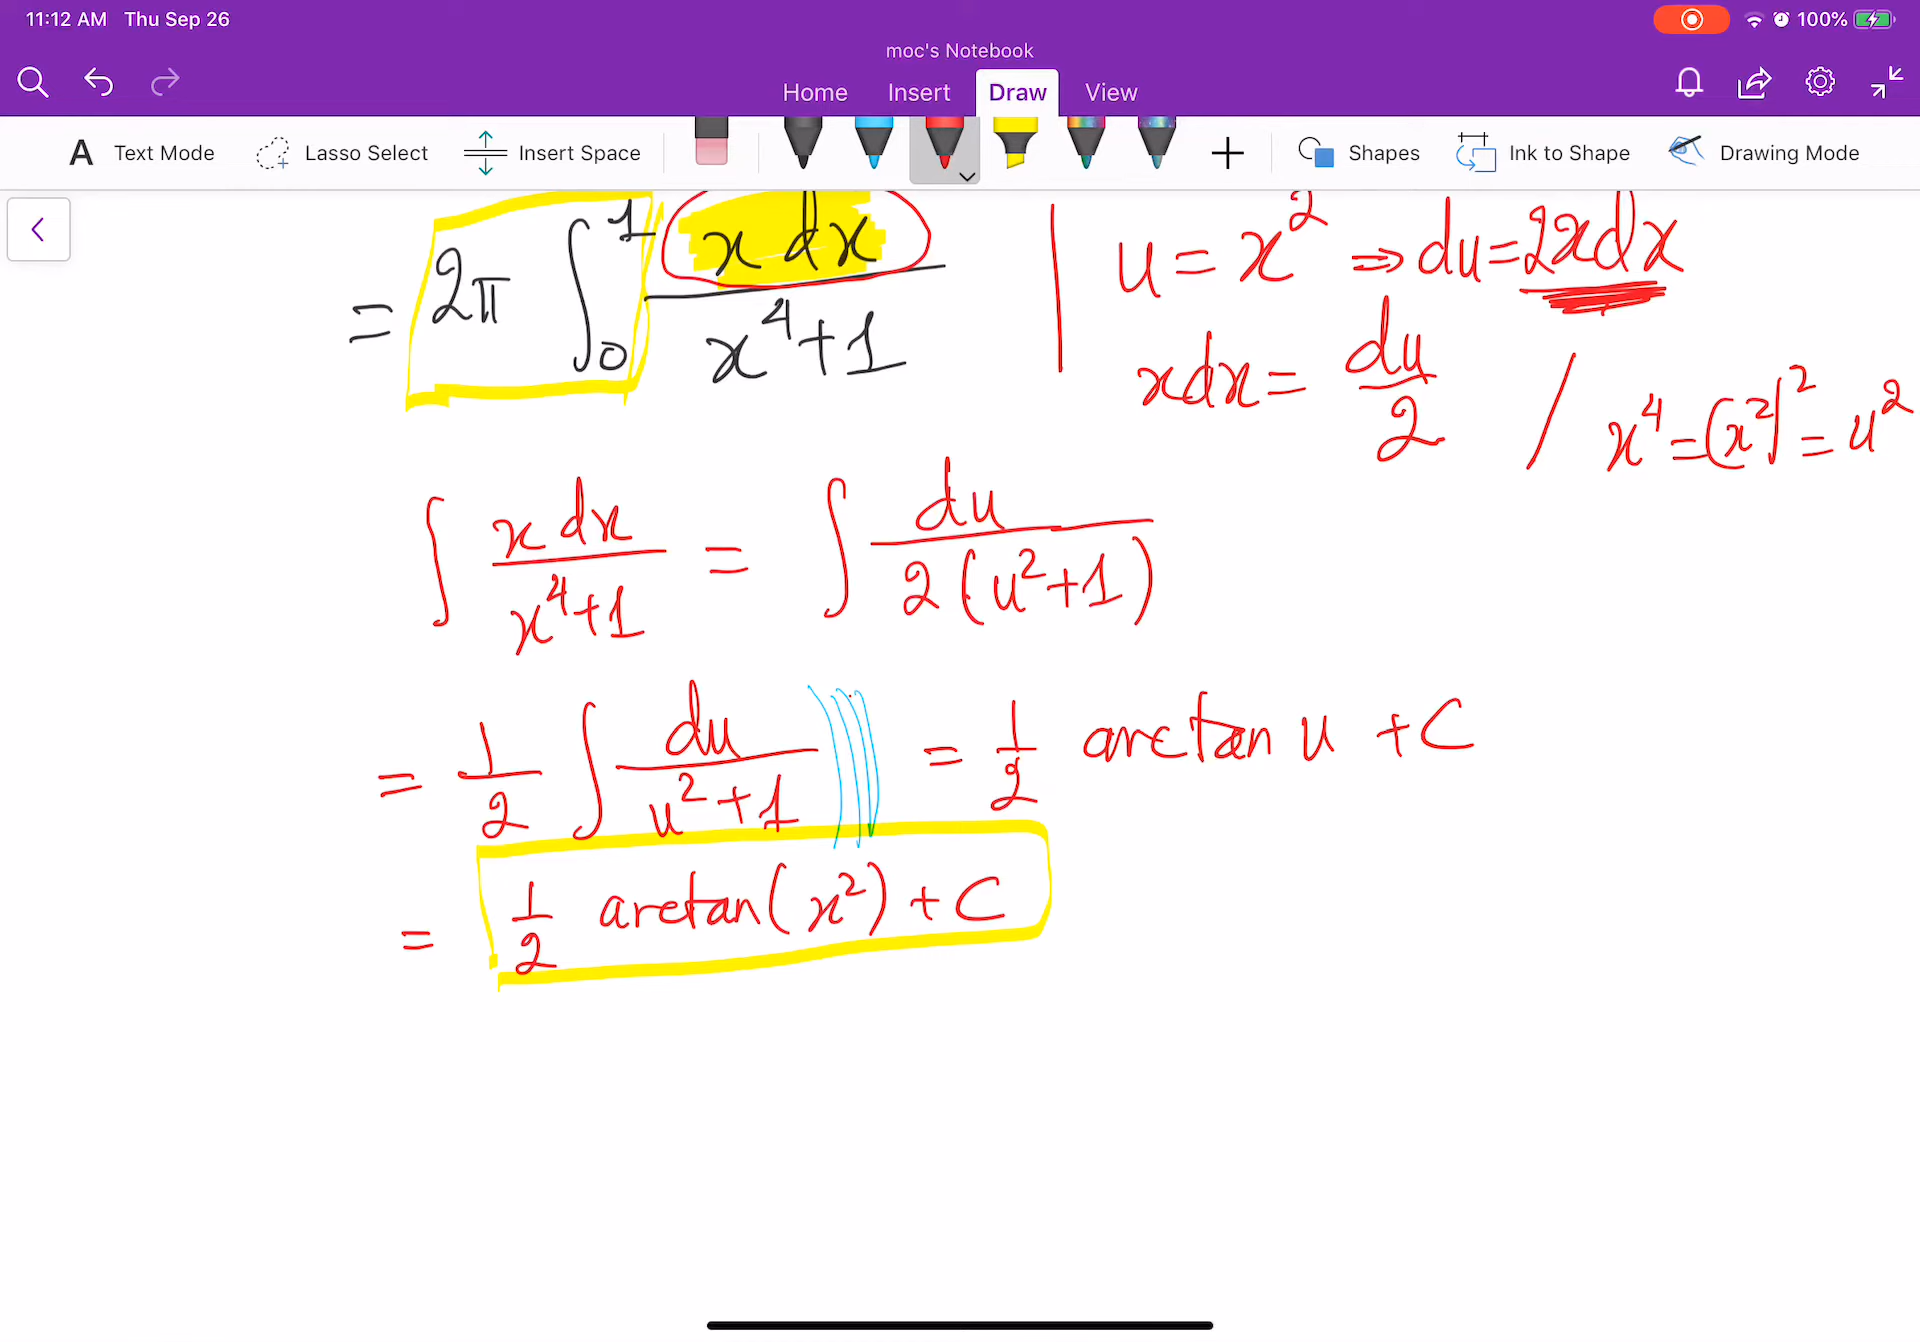 11:12 AM Thu Sep 26
100%
moc's Notebook
Home Insert Draw View
A Text Mode Lasso Select Insert Space Shapes Ink to Shape Drawing Mode
= 2π ∫₀¹ x dx / (x⁴+1) | u = x² ⇒ du = 2xdx
xdx = du/2 / x⁴ = (x²)² = u²
∫ x dx / (x⁴+1) = ∫ du / 2(u²+1)
= 1/2 ∫ du / (u²+1) = 1/2 arctan u + C
= 1/2 arctan(x²) + C